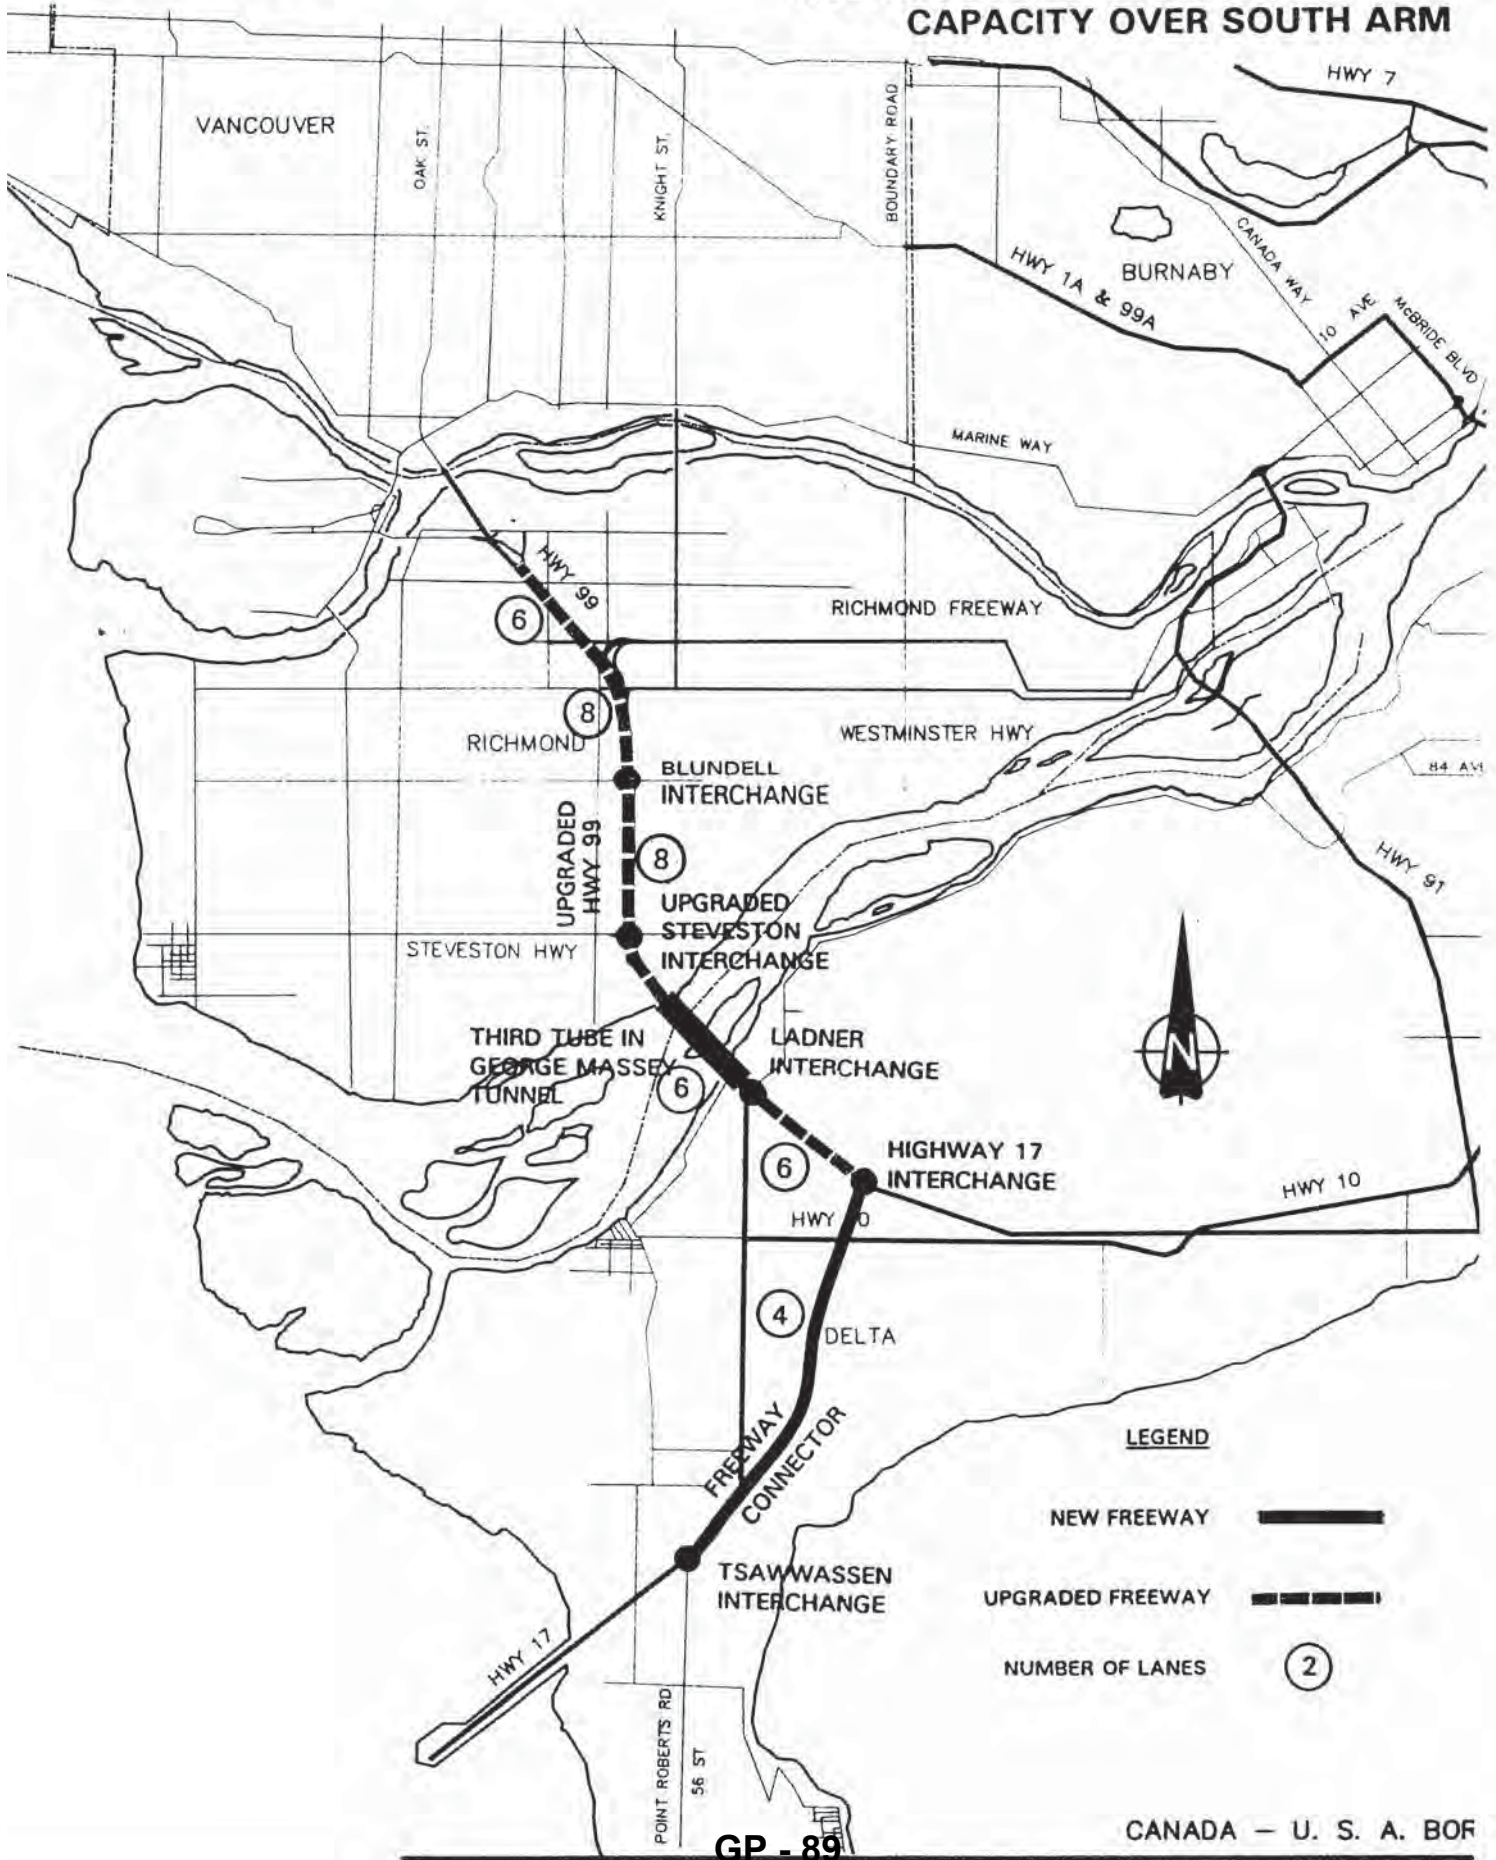 CAPACITY OVER SOUTH ARM
HWY 7
VANCOUVER
OAK ST.
KNIGHT ST.
BOUNDARY ROAD
CANADA WAY
BURNABY
HWY 1A & 99A
10 AVE
McBRIDE BLVD
MARINE WAY
HWY 99
6
RICHMOND FREEWAY
8
RICHMOND
WESTMINSTER HWY
BLUNDELL
INTERCHANGE
84 AVE
UPGRADED
HWY 99
8
HWY 91
UPGRADED
STEVESTON
INTERCHANGE
STEVESTON HWY
THIRD TUBE IN
GEORGE MASSEY
TUNNEL
6
LADNER
INTERCHANGE
N
6
HIGHWAY 17
INTERCHANGE
HWY 10
HWY 10
4
DELTA
FREEWAY
CONNECTOR
LEGEND
NEW FREEWAY
TSAWWASSEN
INTERCHANGE
UPGRADED FREEWAY
HWY 17
NUMBER OF LANES
2
POINT ROBERTS RD
56 ST
CANADA – U. S. A. BOR
GP - 89